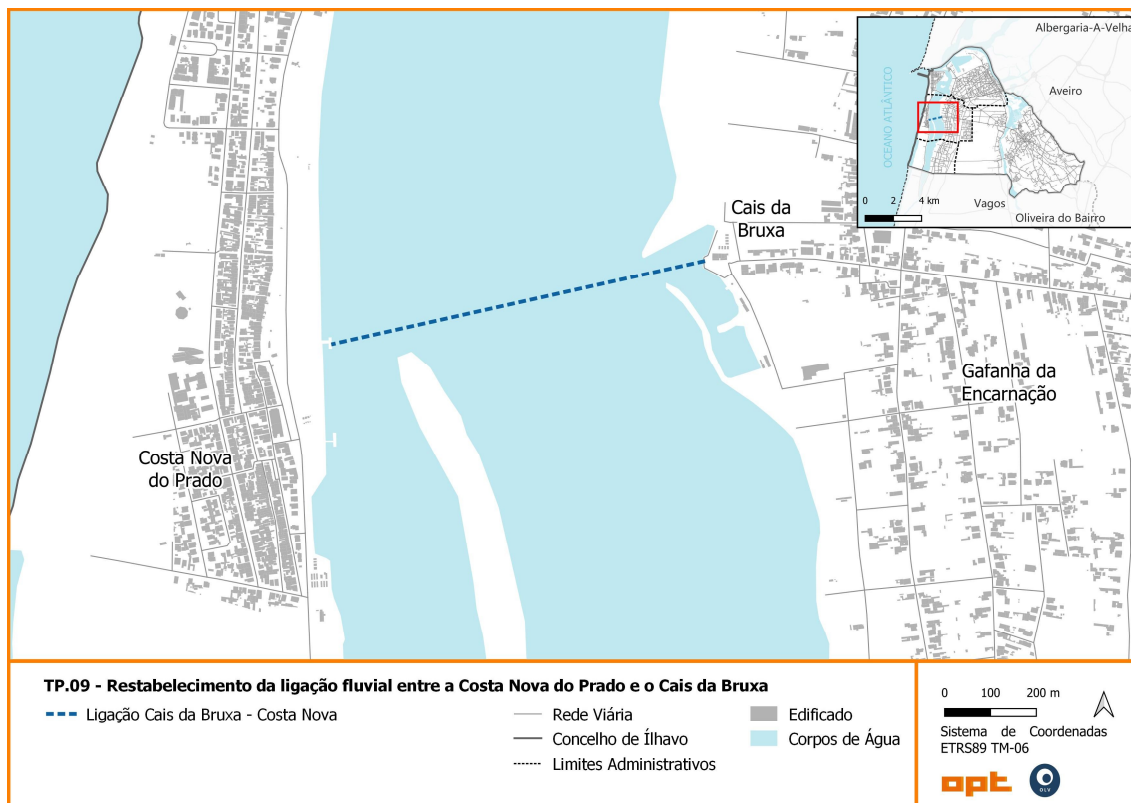 Albergaria-A-Velha
Aveiro
OCEANO ATLÂNTICO
0 2 4 km
Vagos
Oliveira do Bairro
Cais da
Bruxa
Gafanha da
Encarnação
Costa Nova
do Prado
TP.09 - Restabelecimento da ligação fluvial entre a Costa Nova do Prado e o Cais da Bruxa
Ligação Cais da Bruxa - Costa Nova
Rede Viária
Concelho de Ílhavo
Limites Administrativos
Edificado
Corpos de Água
0 100 200 m
Sistema de Coordenadas
ETRS89 TM-06
opt
OLV